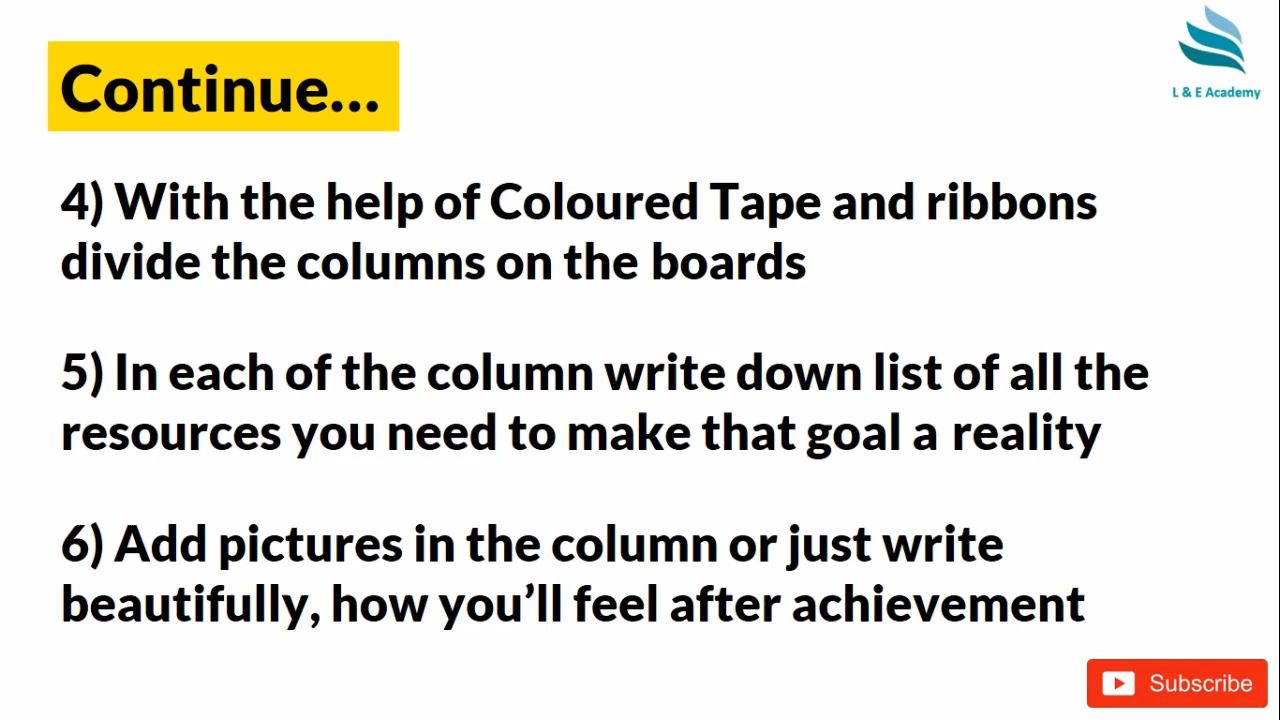 Continue...
L & E Academy
4) With the help of Coloured Tape and ribbons
divide the columns on the boards
5) In each of the column write down list of all the
resources you need to make that goal a reality
6) Add pictures in the column or just write
beautifully, how you’ll feel after achievement
Subscribe